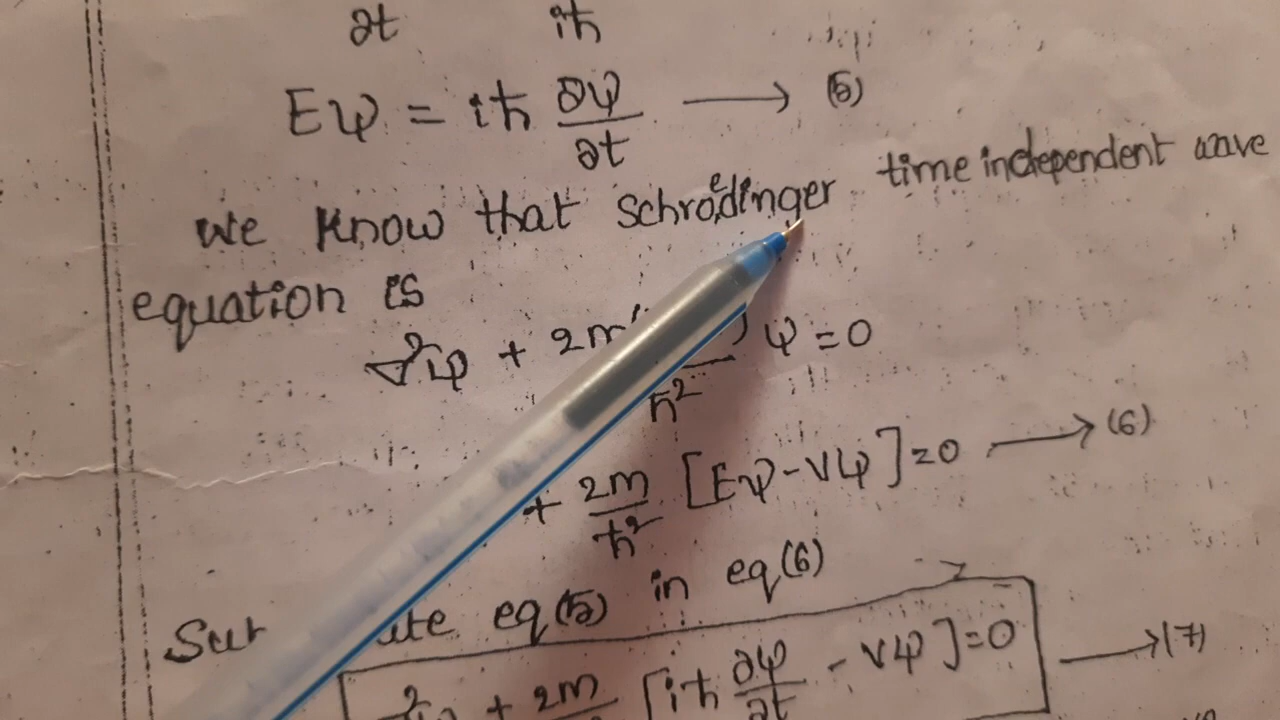 ∂t iħ
Eψ = iħ ∂ψ/∂t → (5)
We know that Schrodinger time independent wave
equation is
∇²ψ + 2m( )/ħ² ψ = 0
+ 2m/ħ² [Eψ - Vψ] = 0 → (6)
eq(5) in eq(6)
+ 2m [iħ ∂ψ/∂t - Vψ] = 0 → (7)